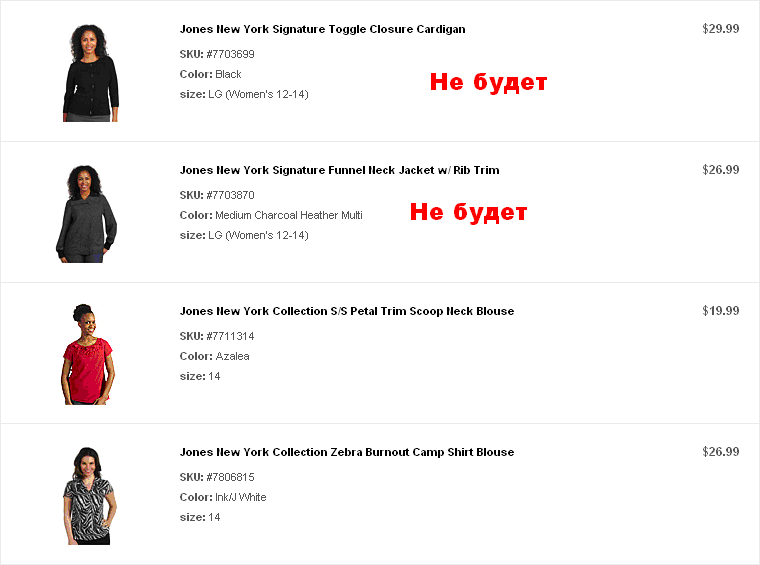 Jones New York Signature Toggle Closure Cardigan $29.99
SKU: #7703699
Color: Black
Не будет
size: LG (Women's 12-14)
Jones New York Signature Funnel Neck Jacket w/ Rib Trim $26.99
SKU: #7703870
Color: Medium Charcoal Heather Multi Не будет
size: LG (Women's 12-14)
Jones New York Collection S/S Petal Trim Scoop Neck Blouse $19.99
SKU: #7711314
Color: Azalea
size: 14
Jones New York Collection Zebra Burnout Camp Shirt Blouse $26.99
SKU: #7806815
Color: Ink/J White
size: 14